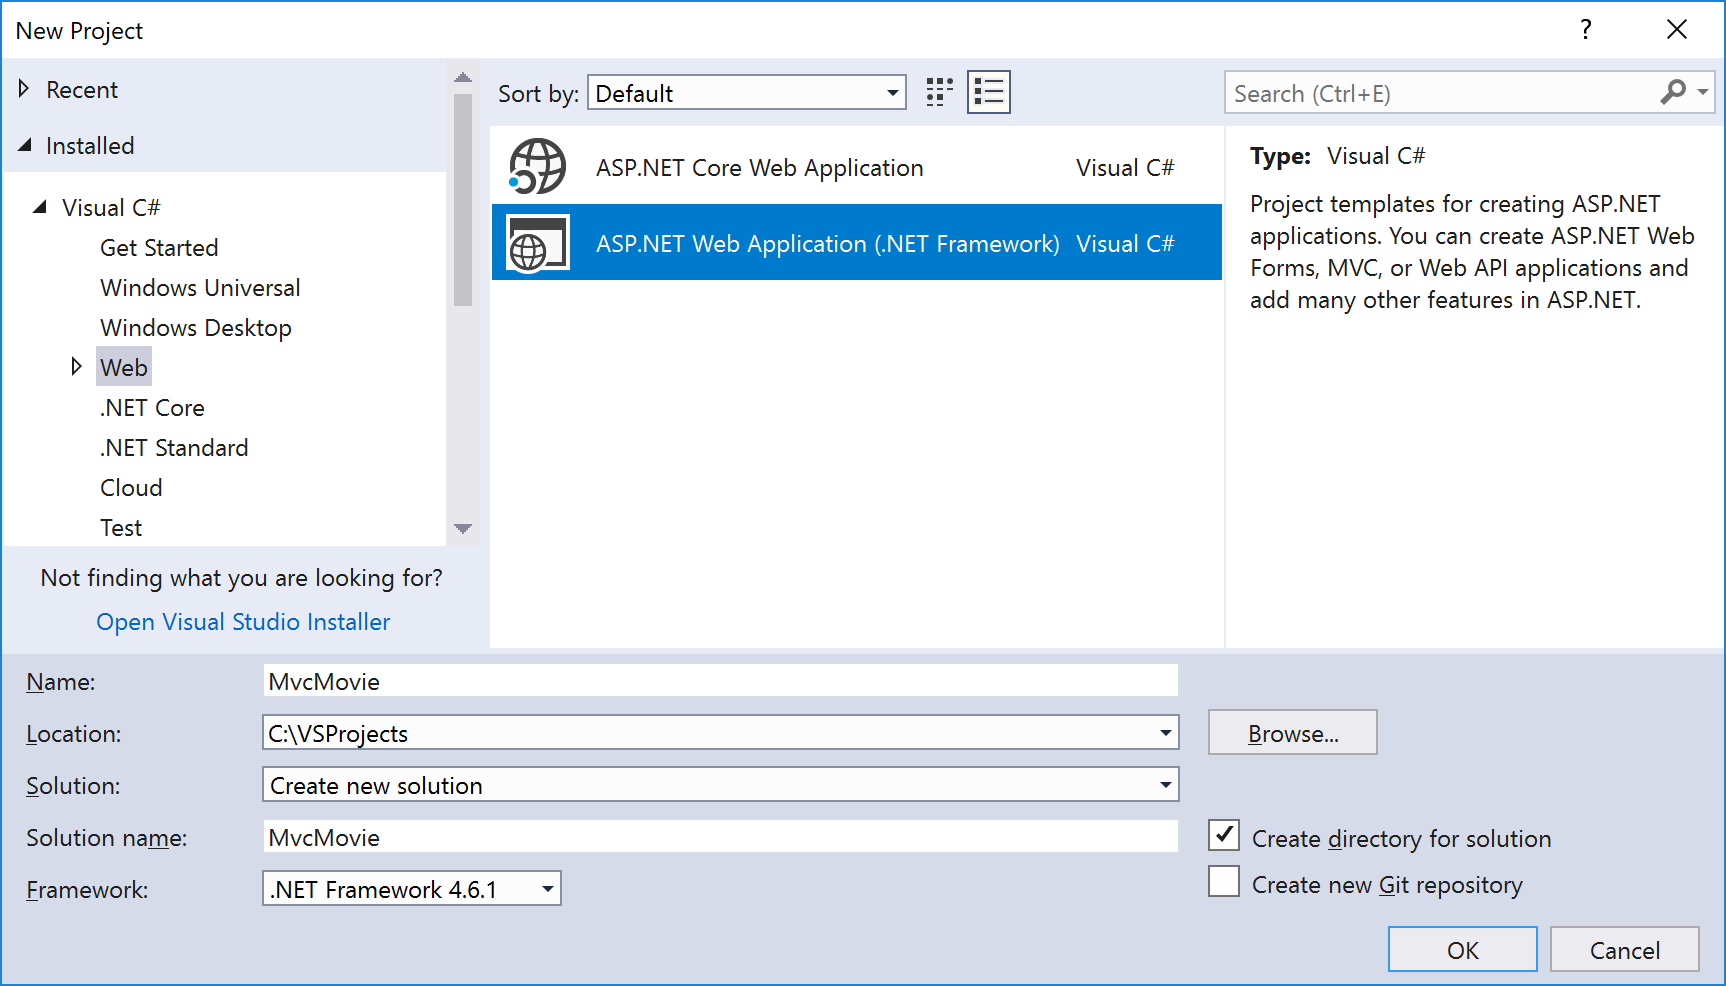 New Project
?
Recent
Installed
Visual C#
Get Started
Windows Universal
Windows Desktop
Web
.NET Core
.NET Standard
Cloud
Test
Not finding what you are looking for?
Open Visual Studio Installer
Sort by: Default
Search (Ctrl+E)
ASP.NET Core Web Application Visual C#
ASP.NET Web Application (.NET Framework) Visual C#
Type: Visual C#
Project templates for creating ASP.NET
applications. You can create ASP.NET Web
Forms, MVC, or Web API applications and
add many other features in ASP.NET.
Name: MvcMovie
Location: C:\VSProjects Browse...
Solution: Create new solution
Solution name: MvcMovie
Create directory for solution
Framework: .NET Framework 4.6.1
Create new Git repository
OK Cancel